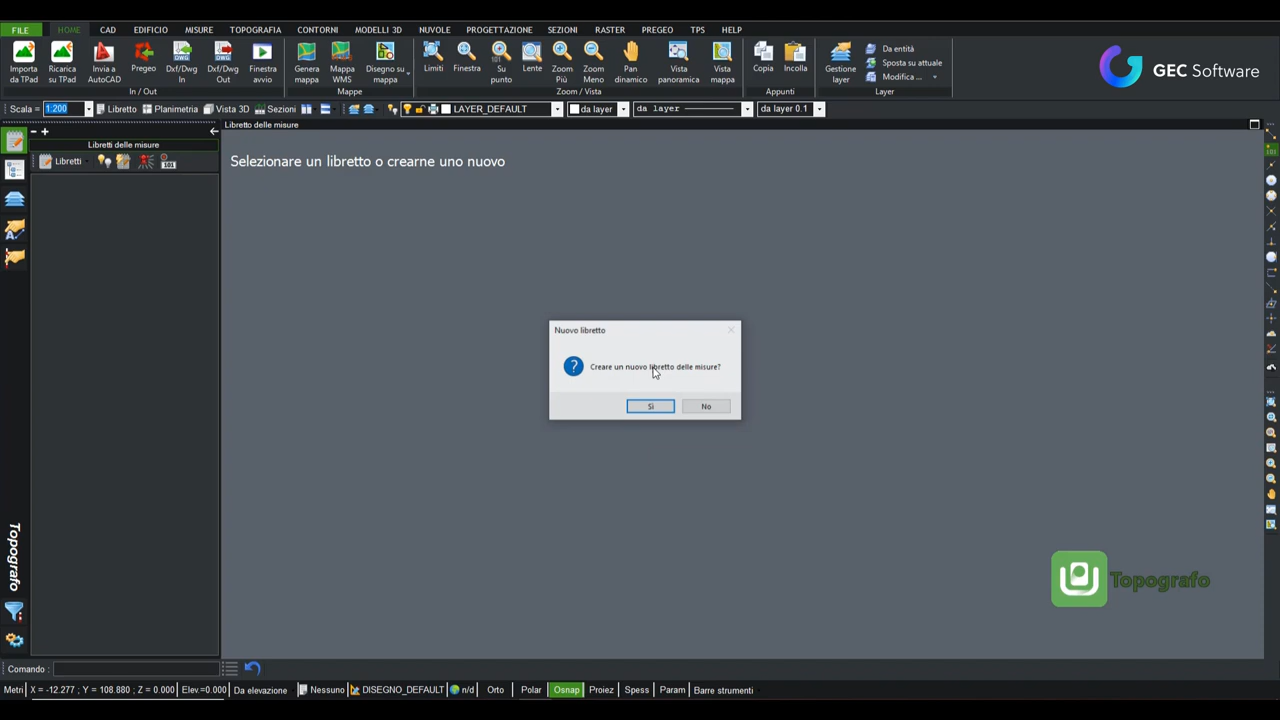 FILE HOME CAD EDIFICIO MISURE TOPOGRAFIA CONTORNI MODELLI 3D NUVOLE PROGETTAZIONE SEZIONI RASTER PREGEO TPS HELP
Importa da TPad
Ricarica su TPad
Invia a AutoCAD
Pregeo
Dxf/Dwg In
Dxf/Dwg Out
Finestra avvio
Genera mappa
Mappa WMS
Disegno su mappa
Limiti
Finestra
Su punto
Lente
Zoom Più
Zoom Meno
Pan dinamico
Vista panoramica
Vista mappa
Copia
Incolla
Gestione layer
Da entità
Sposta su attuale
Modifica ...
In / Out
Mappe
Zoom / Vista
Appunti
Layer
GEC Software
Scala = 1:200 Libretto Planimetria Vista 3D Sezioni LAYER_DEFAULT da layer da layer da layer 0.1
Libretti delle misure
Libretti
Libretto delle misure
Selezionare un libretto o crearne uno nuovo
Nuovo libretto
Creare un nuovo libretto delle misure?
Sì No
Topografo
Topografo
Comando :
Metri X = -12.277 ; Y = 108.880 ; Z = 0.000 Elev.=0.000 Da elevazione Nessuno DISEGNO_DEFAULT n/d Orto Polar Osnap Proiez Spess Param Barre strumenti